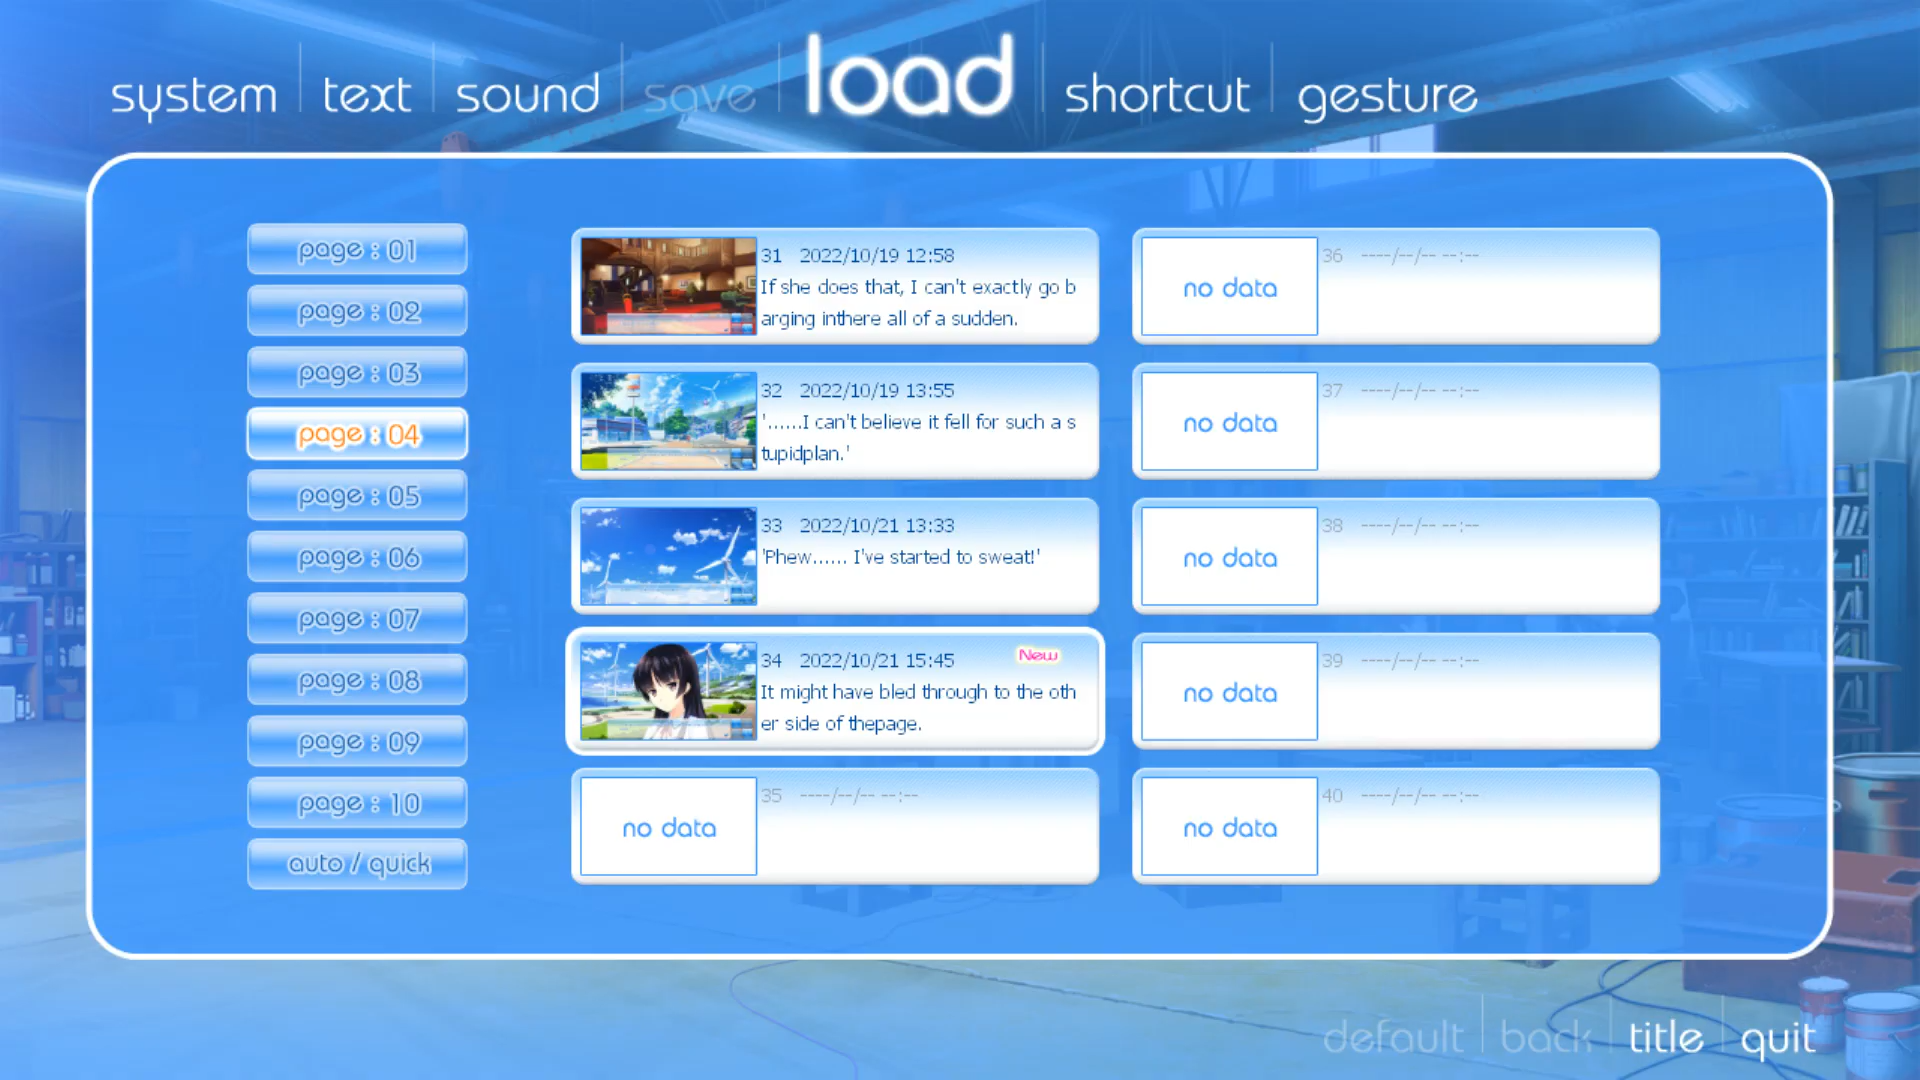 system text sound save load shortcut gesture
page : 01
page : 02
page : 03
page : 04
page : 05
page : 06
page : 07
page : 08
page : 09
page : 10
auto / quick
31 2022/10/19 12:58
If she does that, I can't exactly go b
arging inthere all of a sudden.
32 2022/10/19 13:55
'......I can't believe it fell for such a s
tupidplan.'
33 2022/10/21 13:33
'Phew...... I've started to sweat!'
34 2022/10/21 15:45 New
It might have bled through to the oth
er side of thepage.
no data 35 ----/--/-- --:--
no data 36 ----/--/-- --:--
no data 37 ----/--/-- --:--
no data 38 ----/--/-- --:--
no data 39 ----/--/-- --:--
no data 40 ----/--/-- --:--
default back title quit